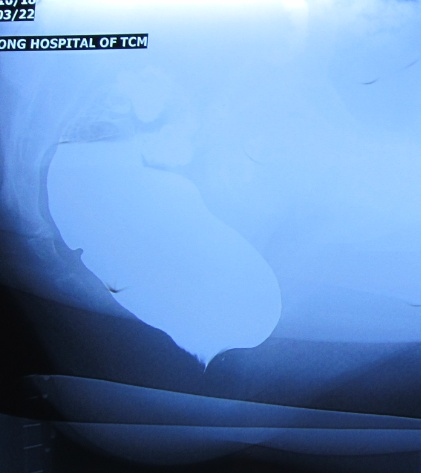 03/22
ONG HOSPITAL OF TCM